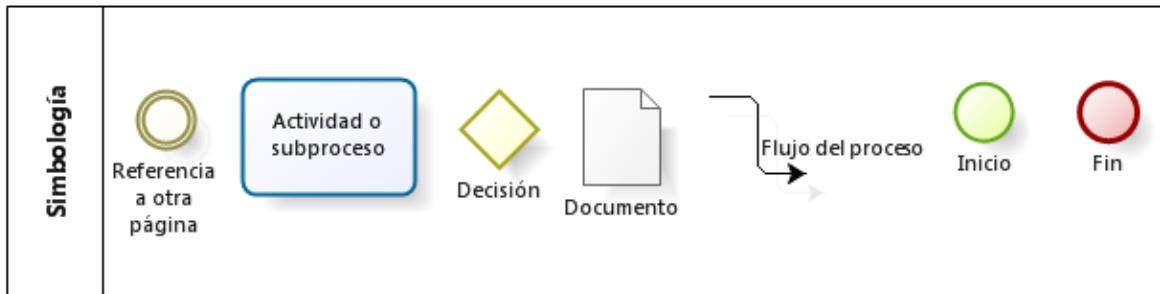 Simbología
Referencia
a otra
página
Actividad o
subproceso
Decisión
Documento
Flujo del proceso
Inicio
Fin